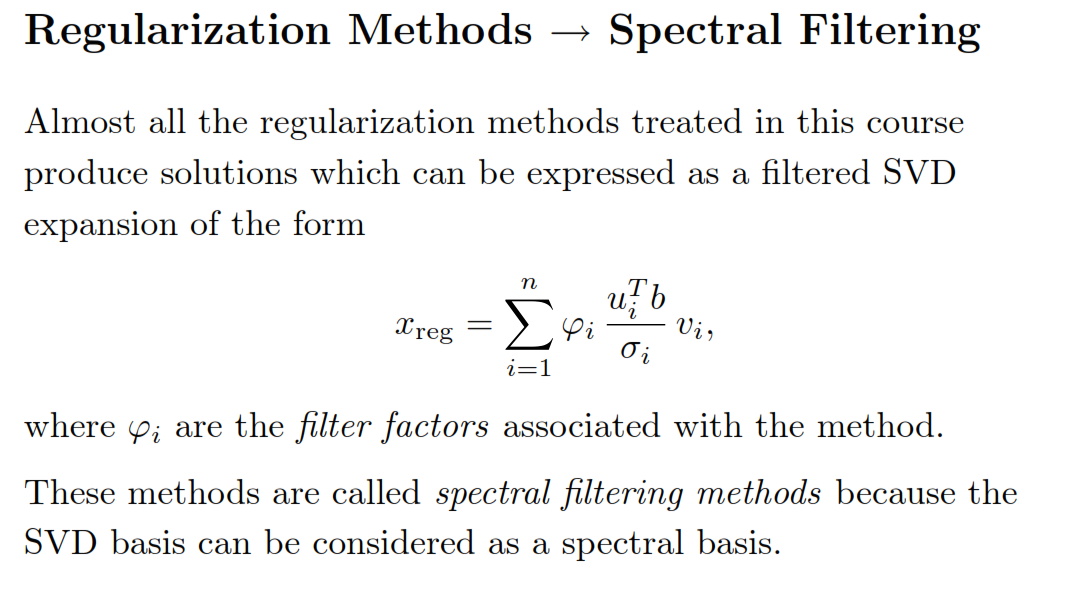 Regularization Methods → Spectral Filtering
Almost all the regularization methods treated in this course
produce solutions which can be expressed as a filtered SVD
expansion of the form
$x_{\text{reg}} = \sum_{i=1}^{n} \varphi_i \frac{u_i^T b}{\sigma_i} v_i,$
where $\varphi_i$ are the filter factors associated with the method.
These methods are called spectral filtering methods because the
SVD basis can be considered as a spectral basis.